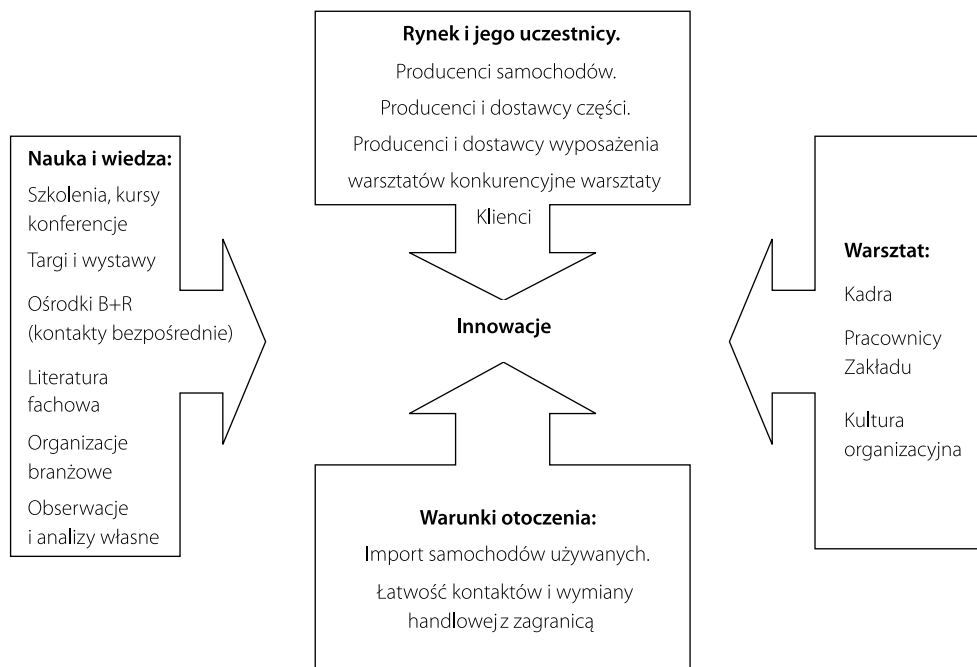 Rynek i jego uczestnicy.
Producenci samochodów.
Producenci i dostawcy części.
Producenci i dostawcy wyposażenia
warsztatów konkurencyjne warsztaty
Klienci
Nauka i wiedza:
Szkolenia, kursy
konferencje
Targi i wystawy
Ośrodki B+R
(kontakty bezpośrednie)
Literatura
fachowa
Organizacje
branżowe
Obserwacje
i analizy własne
Innowacje
Warsztat:
Kadra
Pracownicy
Zakładu
Kultura
organizacyjna
Warunki otoczenia:
Import samochodów używanych.
Łatwość kontaktów i wymiany
handlowej z zagranicą